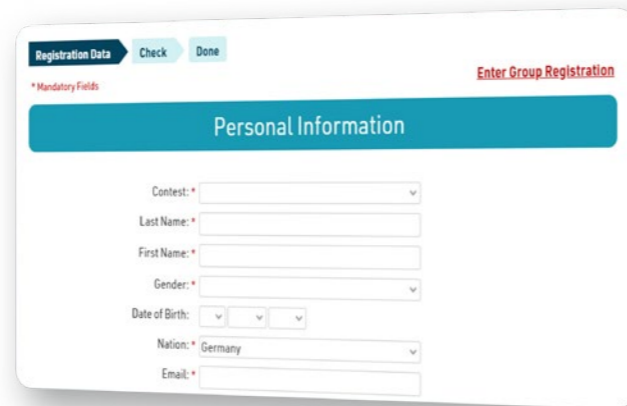 Registration Data Check Done
Enter Group Registration
* Mandatory Fields
Personal Information
Contest: *
Last Name: *
First Name: *
Gender: *
Date of Birth:
Nation: * Germany
Email: *